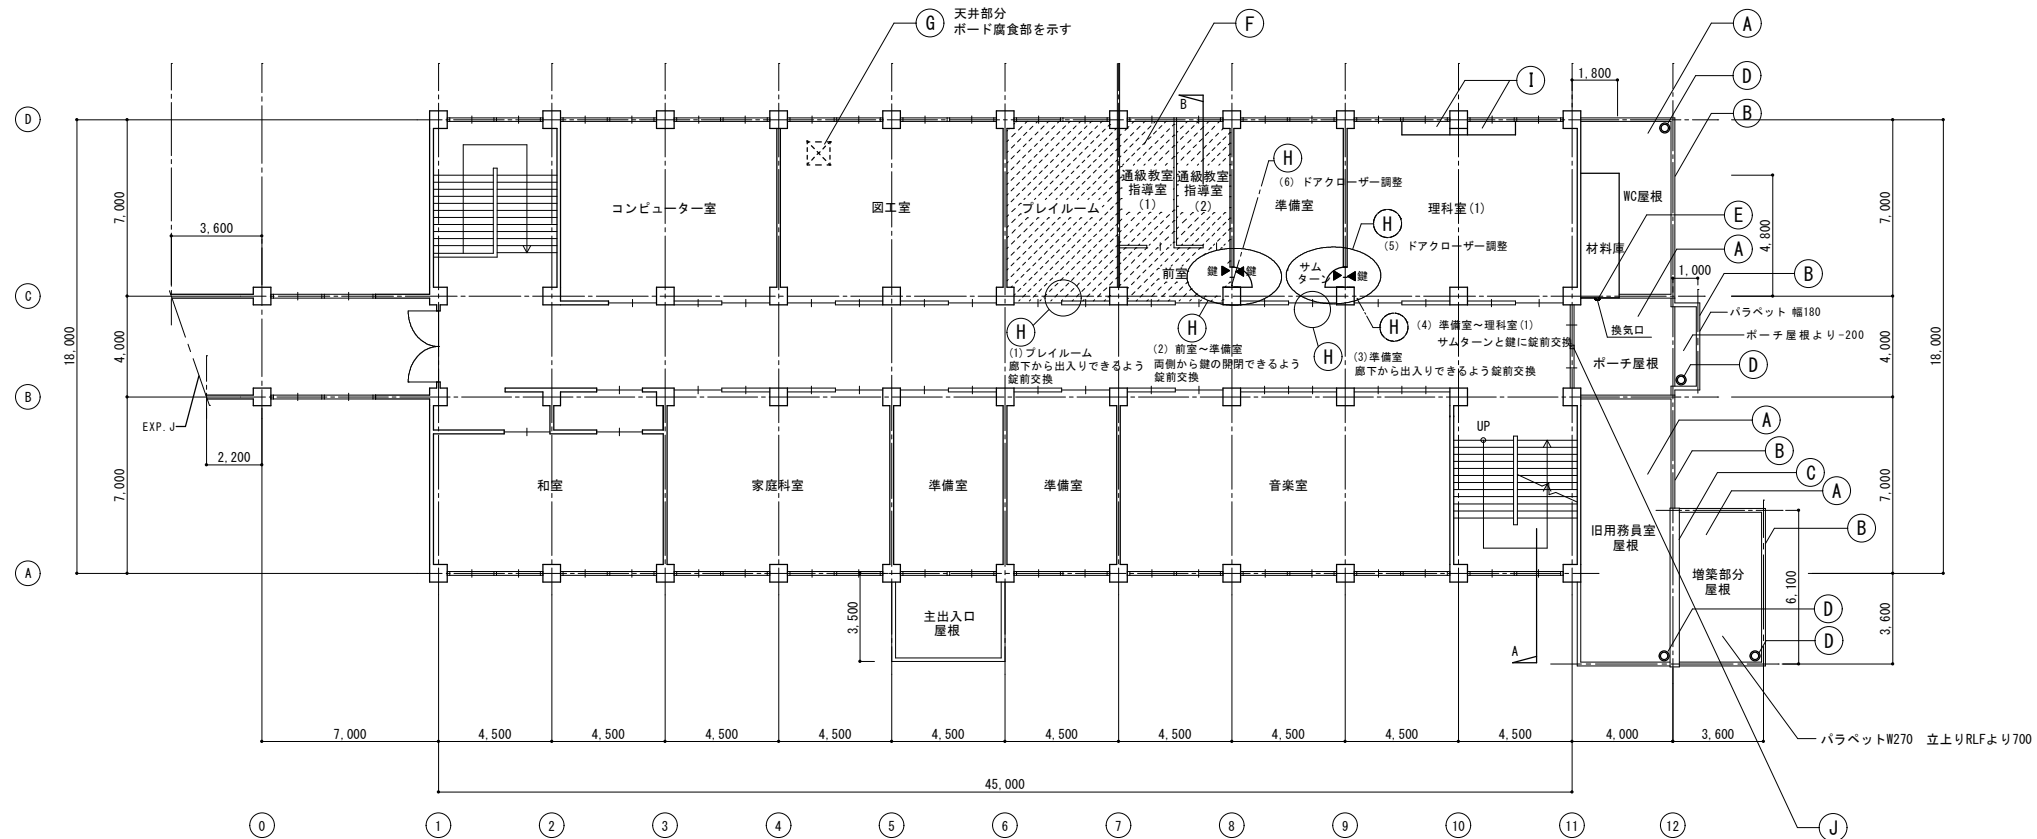 G
天井部分
ボード腐食部を示す
F
A
D
B
I
1,800
B
D
18,000
7,000
3,600
コンピューター室
図工室
プレイルーム
通級教室
指導室
(1)
通級教室
指導室
(2)
H
(6) ドアクローザー調整
準備室
理科室(1)
H
(5) ドアクローザー調整
WC屋根
材料庫
4,800
E
A
7,000
18,000
C
前室
鍵
鍵
サム
ターン
鍵
1,000
B
パラペット 幅180
ポーチ屋根より-200
換気口
4,000
H
(1)プレイルーム
廊下から出入りできるよう
錠前交換
H
(2) 前室～準備室
両側から鍵の開閉できるよう
錠前交換
H
(3)準備室
廊下から出入りできるよう錠前交換
H
(4) 準備室～理科室(1)
サムターンと鍵に錠前交換
ポーチ屋根
D
4,000
B
EXP.J
2,200
7,000
和室
家庭科室
準備室
準備室
音楽室
UP
A
B
C
A
B
7,000
旧用務員室
屋根
増築部分
屋根
6,100
A
3,500
主出入口
屋根
A
D
D
3,600
パラペットW270 立上りRLFより700
7,000
4,500
4,500
4,500
4,500
4,500
4,500
4,500
4,500
4,500
4,500
4,000
3,600
45,000
0
1
2
3
4
5
6
7
8
9
10
11
12
J